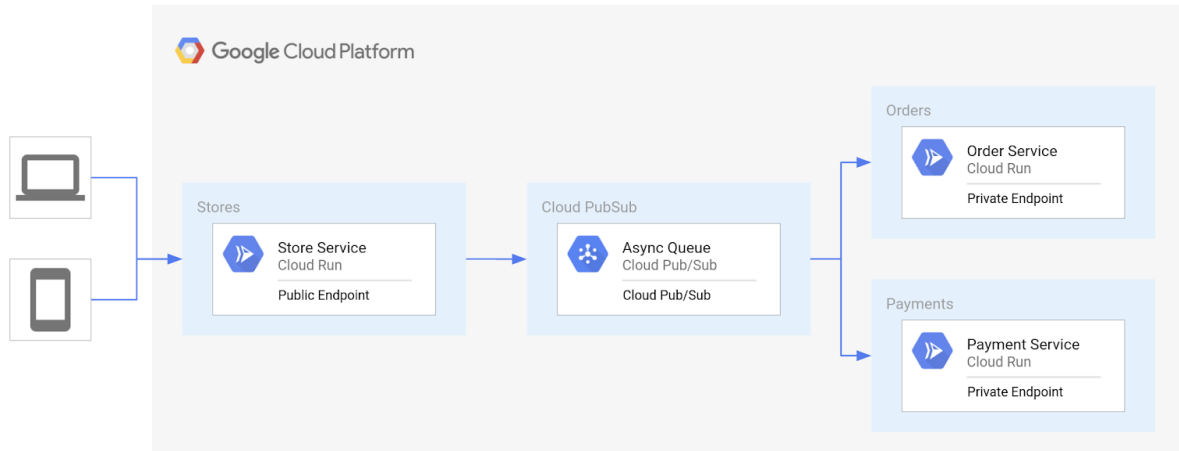 Google Cloud Platform
Stores
Store Service
Cloud Run
Public Endpoint
Cloud PubSub
Async Queue
Cloud Pub/Sub
Cloud Pub/Sub
Orders
Order Service
Cloud Run
Private Endpoint
Payments
Payment Service
Cloud Run
Private Endpoint